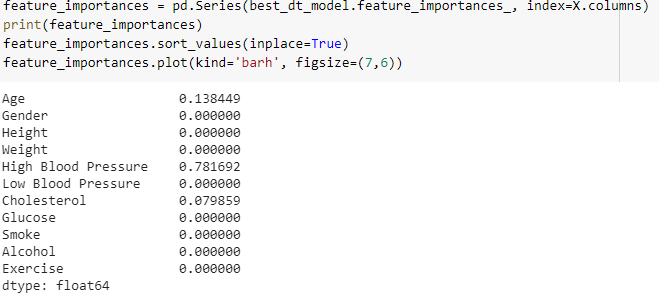 feature_importances = pd.Series(best_dt_model.feature_importances_, index=X.columns)
print(feature_importances)
feature_importances.sort_values(inplace=True)
feature_importances.plot(kind='barh', figsize=(7,6))
Age                    0.138449
Gender                 0.000000
Height                 0.000000
Weight                 0.000000
High Blood Pressure    0.781692
Low Blood Pressure     0.000000
Cholesterol            0.079859
Glucose                0.000000
Smoke                  0.000000
Alcohol                0.000000
Exercise               0.000000
dtype: float64